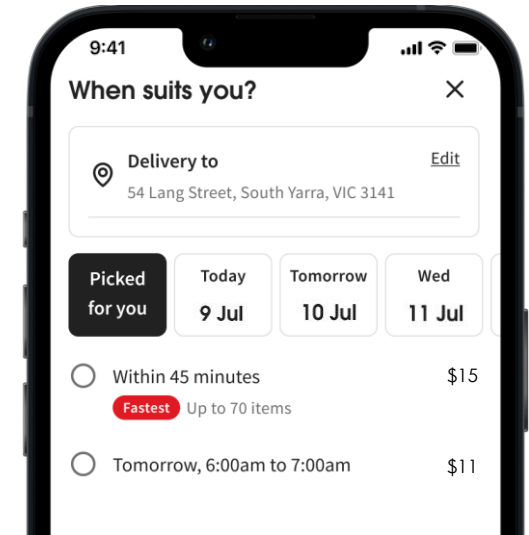 9:41
When suits you?
Delivery to
Edit
54 Lang Street, South Yarra, VIC 3141
Picked for you
Today
9 Jul
Tomorrow
10 Jul
Wed
11 Jul
Within 45 minutes
$15
Fastest
Up to 70 items
Tomorrow, 6:00am to 7:00am
$11